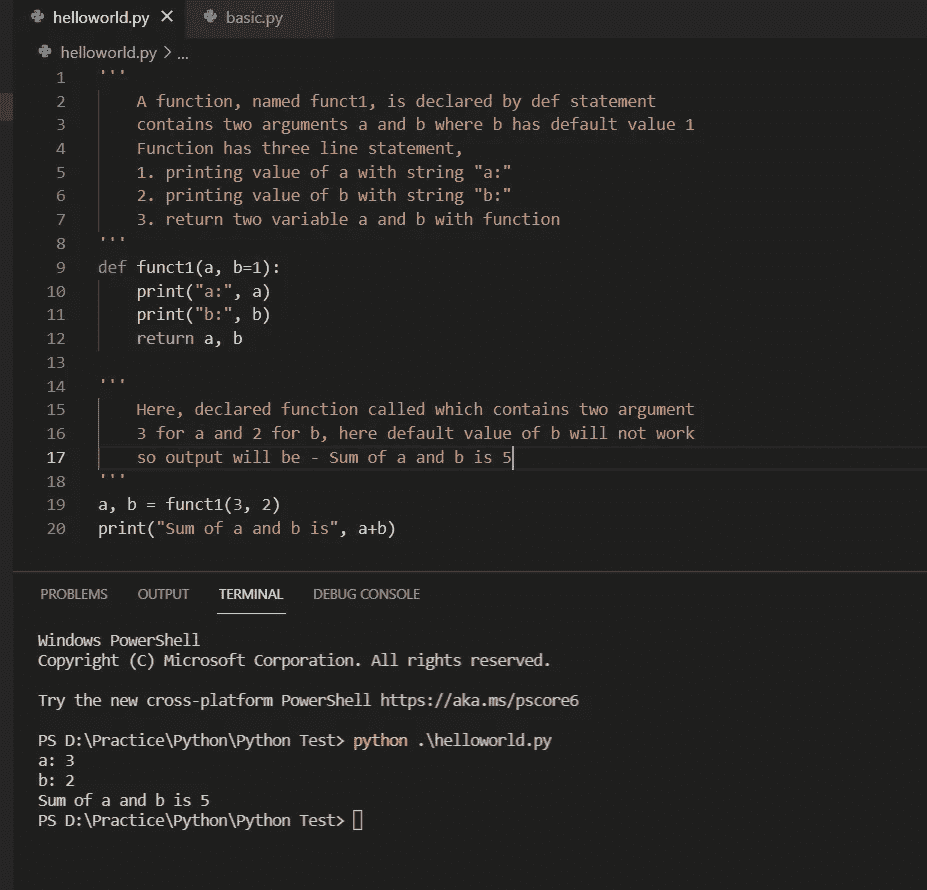 helloworld.py × basic.py
helloworld.py > ...
1 '''
2 A function, named funct1, is declared by def statement
3 contains two arguments a and b where b has default value 1
4 Function has three line statement,
5 1. printing value of a with string "a:"
6 2. printing value of b with string "b:"
7 3. return two variable a and b with function
8 '''
9 def funct1(a, b=1):
10 print("a:", a)
11 print("b:", b)
12 return a, b
13
14 '''
15 Here, declared function called which contains two argument
16 3 for a and 2 for b, here default value of b will not work
17 so output will be - Sum of a and b is 5
18 '''
19 a, b = funct1(3, 2)
20 print("Sum of a and b is", a+b)
PROBLEMS OUTPUT TERMINAL DEBUG CONSOLE
Windows PowerShell
Copyright (C) Microsoft Corporation. All rights reserved.
Try the new cross-platform PowerShell https://aka.ms/pscore6
PS D:\Practice\Python\Python Test> python .\helloworld.py
a: 3
b: 2
Sum of a and b is 5
PS D:\Practice\Python\Python Test>